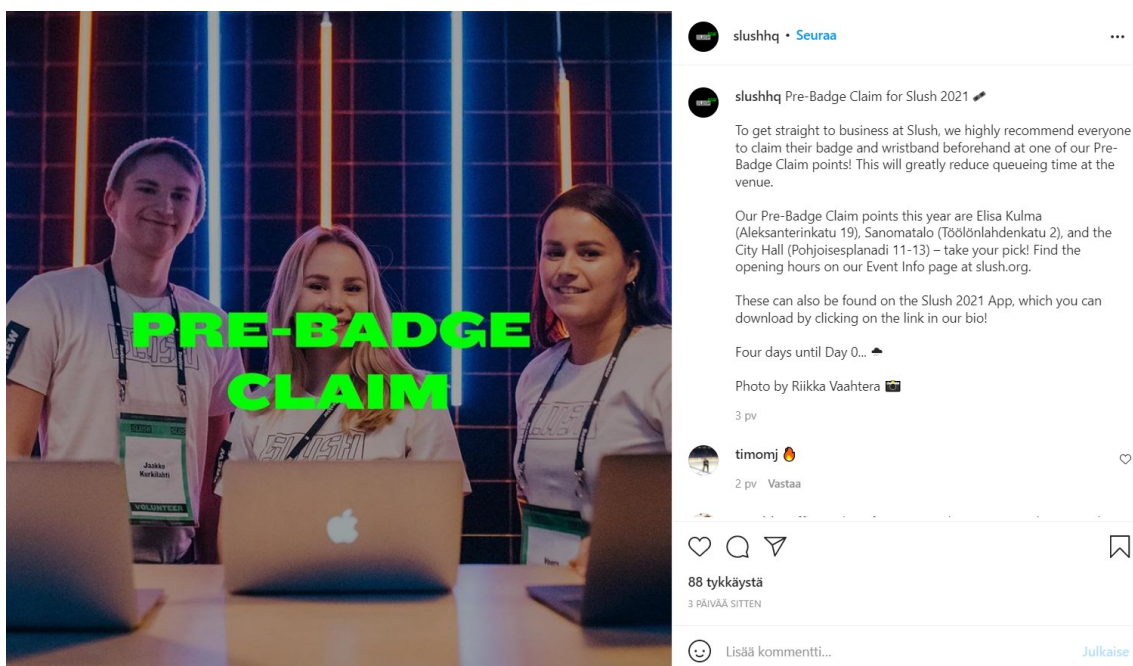 PRE-BADGE
CLAIM
SLUSH
CREW
Jaakko
Kurkilahti
VOLUNTEER
slushhq • Seuraa
slushhq Pre-Badge Claim for Slush 2021
To get straight to business at Slush, we highly recommend everyone
to claim their badge and wristband beforehand at one of our Pre-
Badge Claim points! This will greatly reduce queueing time at the
venue.
Our Pre-Badge Claim points this year are Elisa Kulma
(Aleksanterinkatu 19), Sanomatalo (Töölönlahdenkatu 2), and the
City Hall (Pohjoisesplanadi 11-13) – take your pick! Find the
opening hours on our Event Info page at slush.org.
These can also be found on the Slush 2021 App, which you can
download by clicking on the link in our bio!
Four days until Day 0...
Photo by Riikka Vaahtera
3 pv
timomj
2 pv Vastaa
88 tykkäystä
3 PÄIVÄÄ SITTEN
Lisää kommentti...
Julkaise